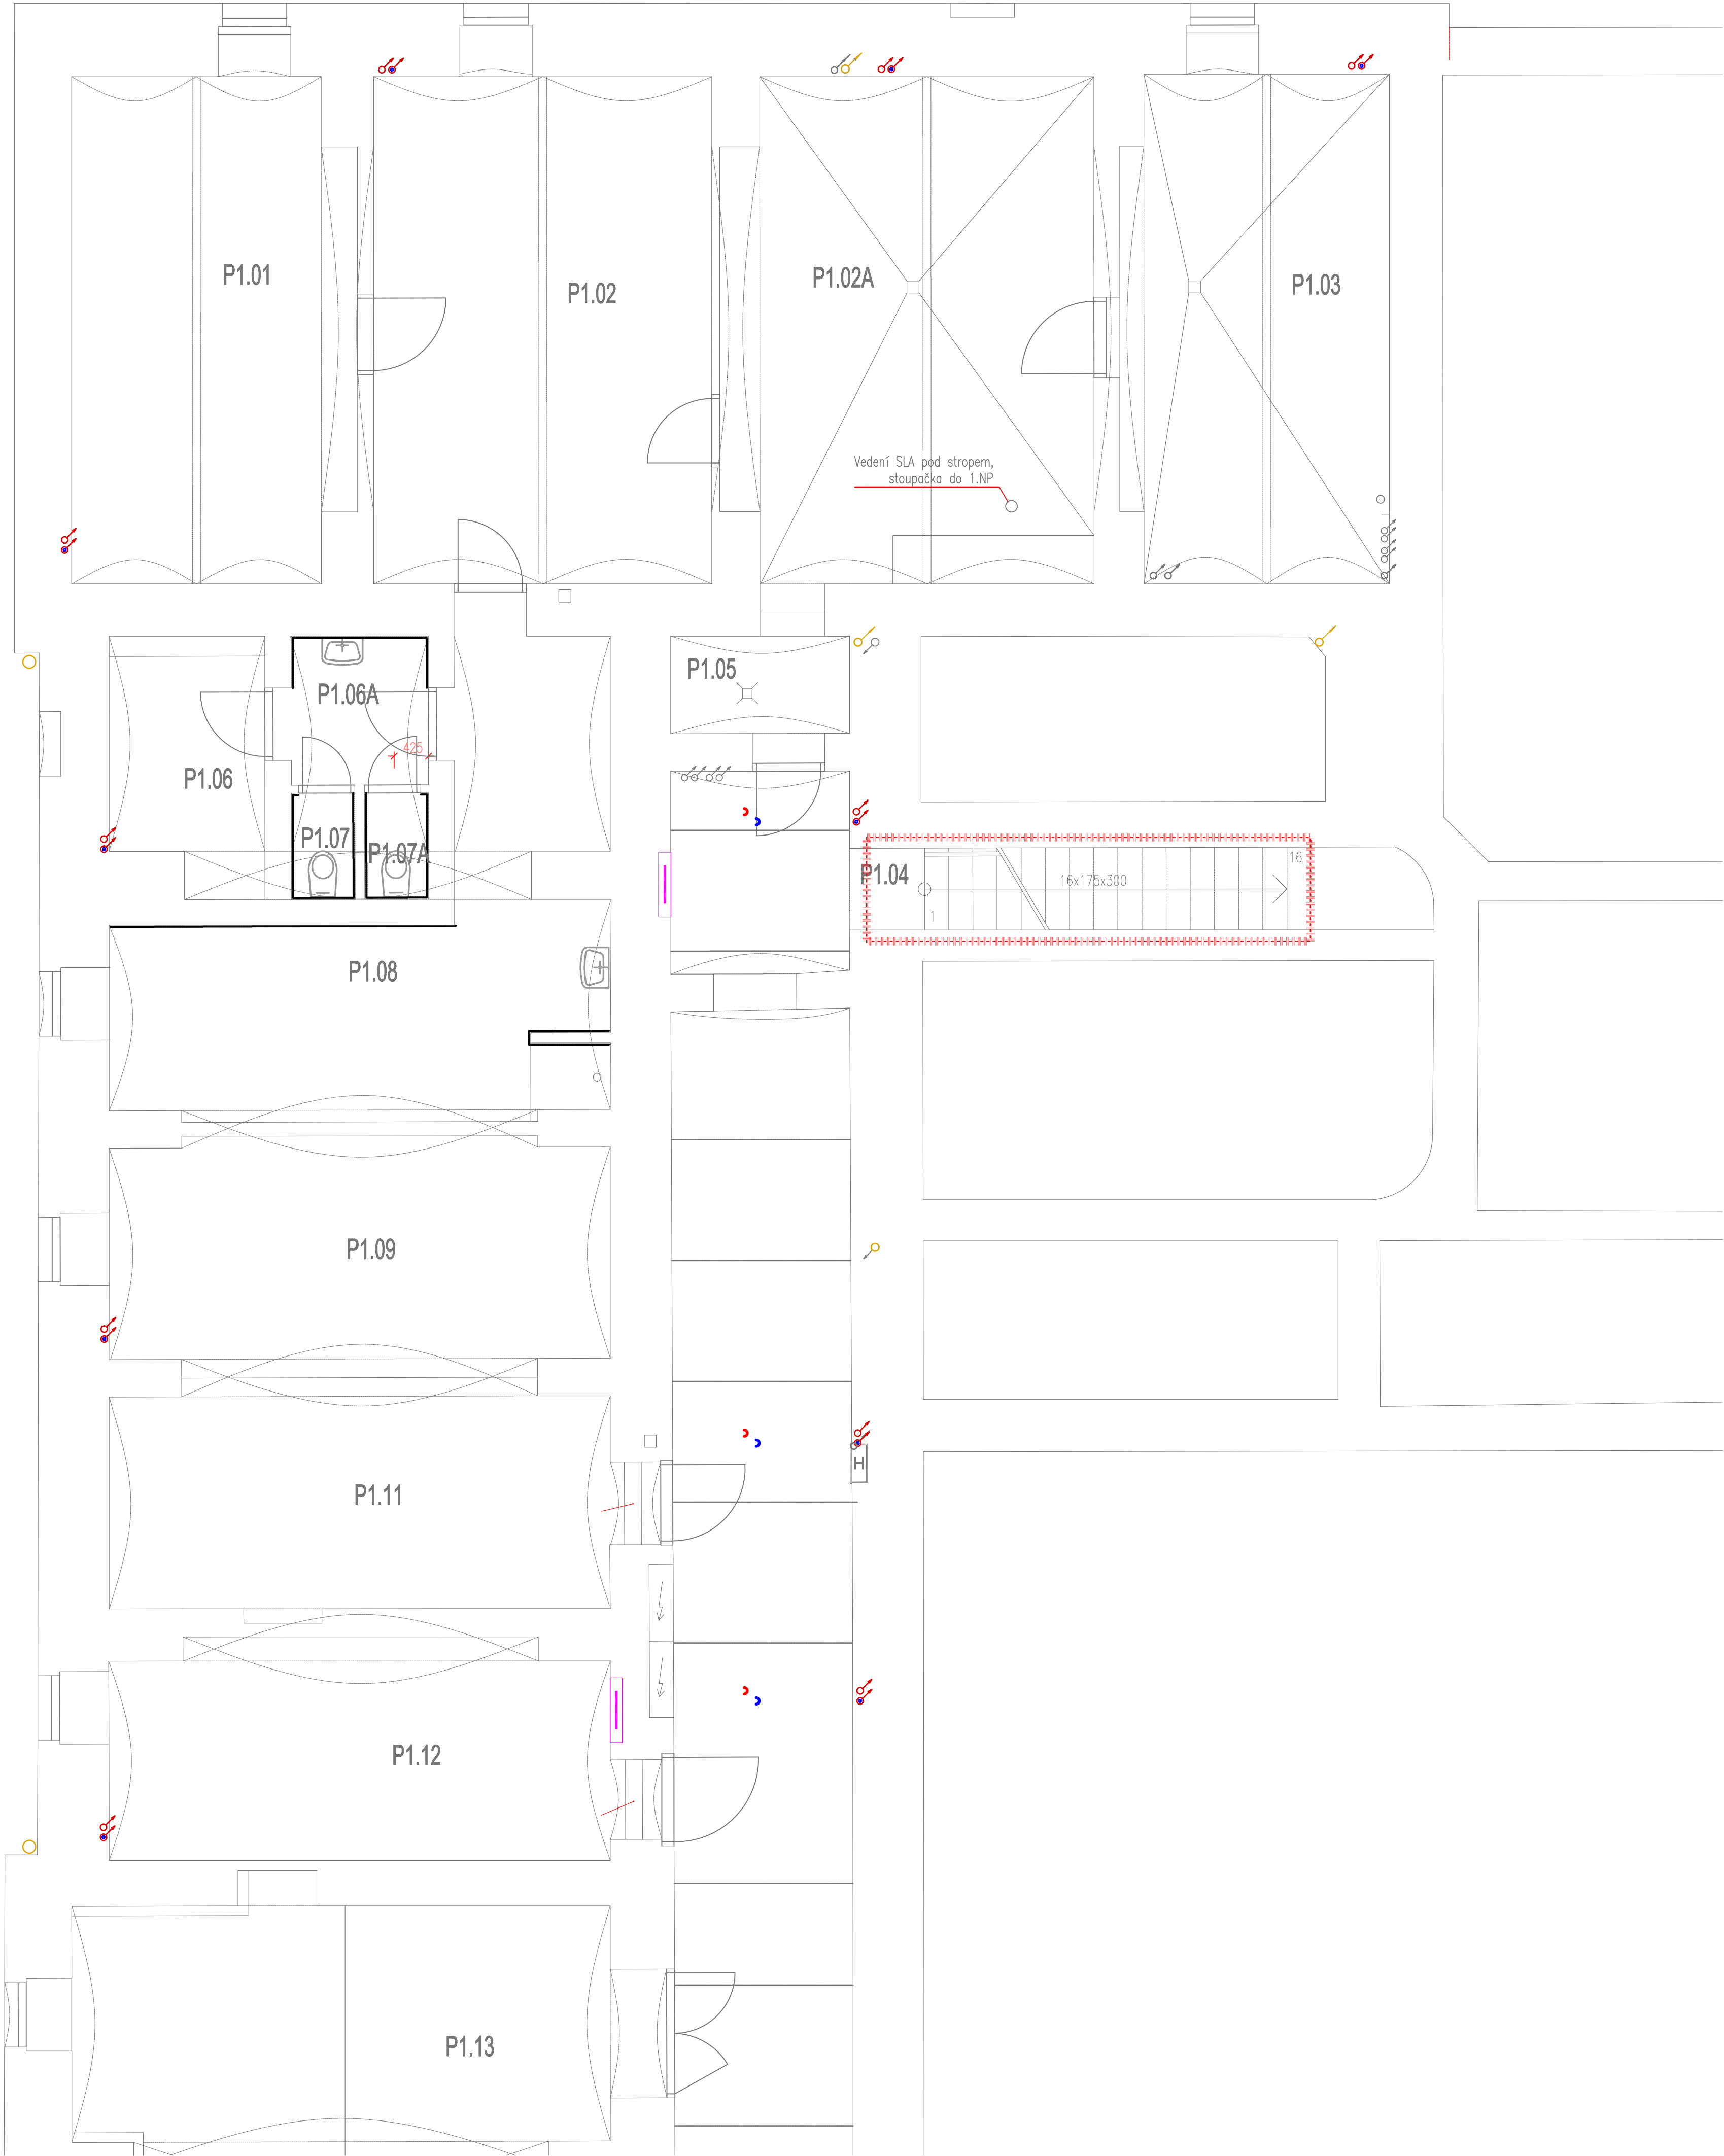 P1.01
P1.02
P1.02A
P1.03
Vedení SLA pod stropem,
stoupačka do 1.NP
P1.05
P1.06A
425
P1.06
P1.07
P1.07A
P1.04
16x175x300
16
1
P1.08
P1.09
H
P1.11
P1.12
P1.13